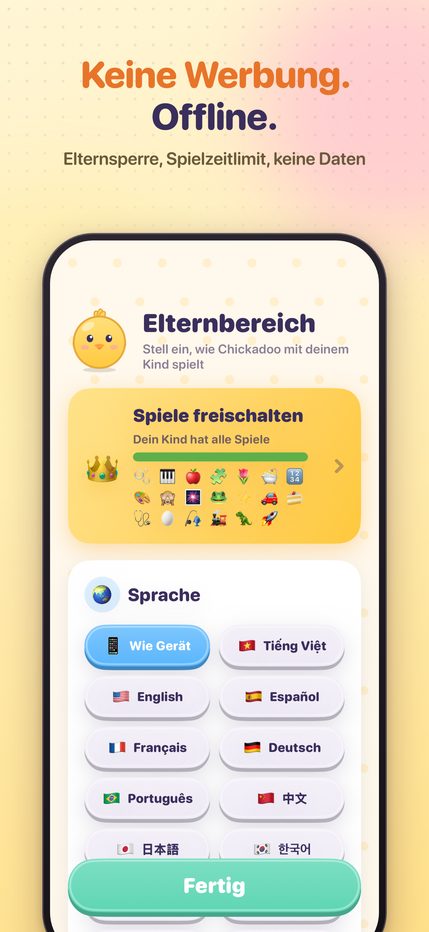 Keine Werbung.
Offline.
Elternsperre, Spielzeitlimit, keine Daten
Elternbereich
Stell ein, wie Chickadoo mit deinem
Kind spielt
Spiele freischalten
Dein Kind hat alle Spiele
Sprache
Wie Gerät
Tiếng Việt
English
Español
Français
Deutsch
Português
中文
日本語
한국어
Fertig